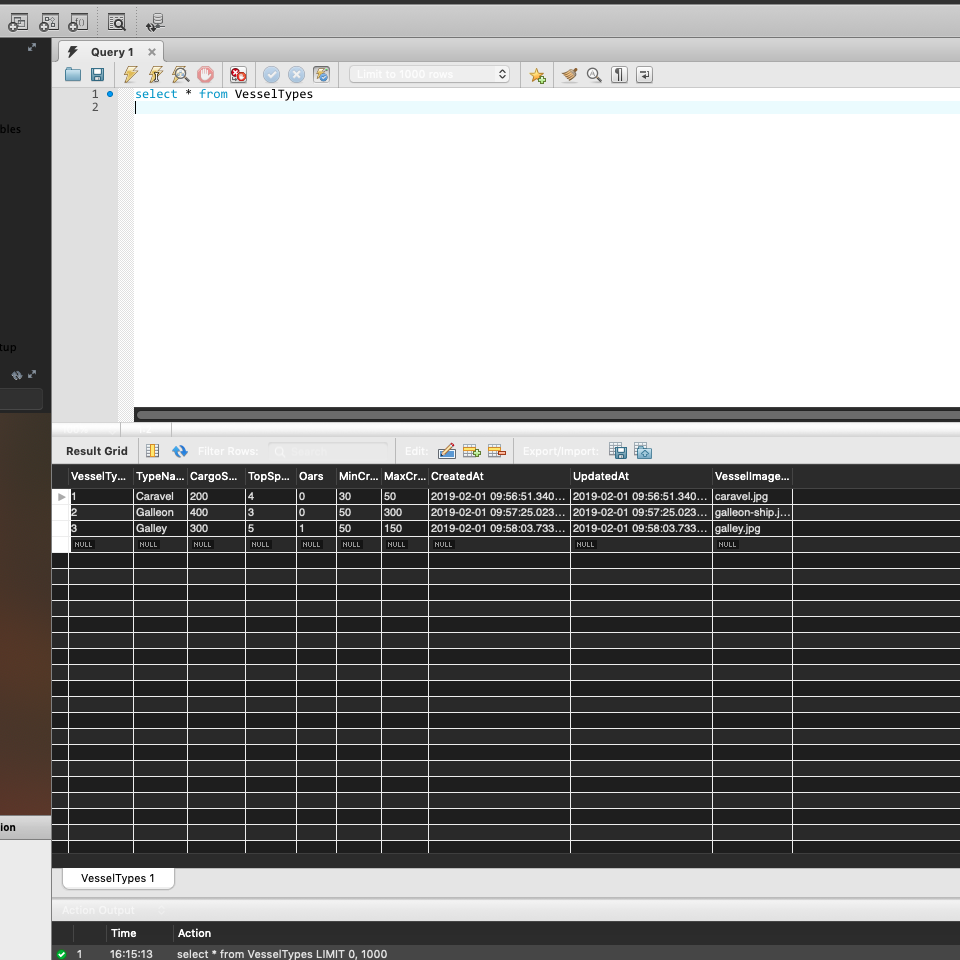 Query 1
Limit to 1000 rows
bles
1 select * from VesselTypes
2
tup
Result Grid Filter Rows: Search Edit: Export/Import:
VesselTy... TypeNa... CargoS... TopSp... Oars MinCr... MaxCr... CreatedAt UpdatedAt VesselImage...
1 Caravel 200 4 0 30 50 2019-02-01 09:56:51.340... 2019-02-01 09:56:51.340... caravel.jpg
2 Galleon 400 3 0 50 300 2019-02-01 09:57:25.023... 2019-02-01 09:57:25.023... galleon-ship.j...
3 Galley 300 5 1 50 150 2019-02-01 09:58:03.733... 2019-02-01 09:58:03.733... galley.jpg
NULL NULL NULL NULL NULL NULL NULL NULL NULL NULL
ion
VesselTypes 1
Action Output
Time Action
1 16:15:13 select * from VesselTypes LIMIT 0, 1000